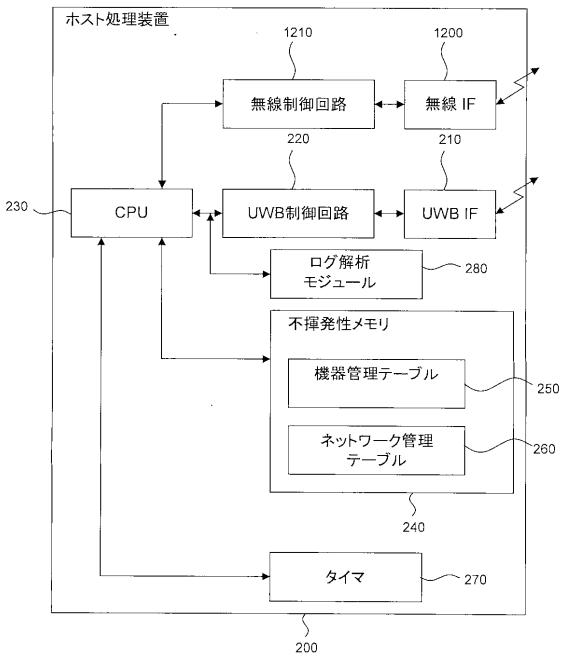 ホスト処理装置
1210
1200
無線制御回路
無線 IF
220
210
230
CPU
UWB制御回路
UWB IF
ログ解析
モジュール
280
不揮発性メモリ
機器管理テーブル
250
ネットワーク管理
テーブル
260
240
タイマ
270
200